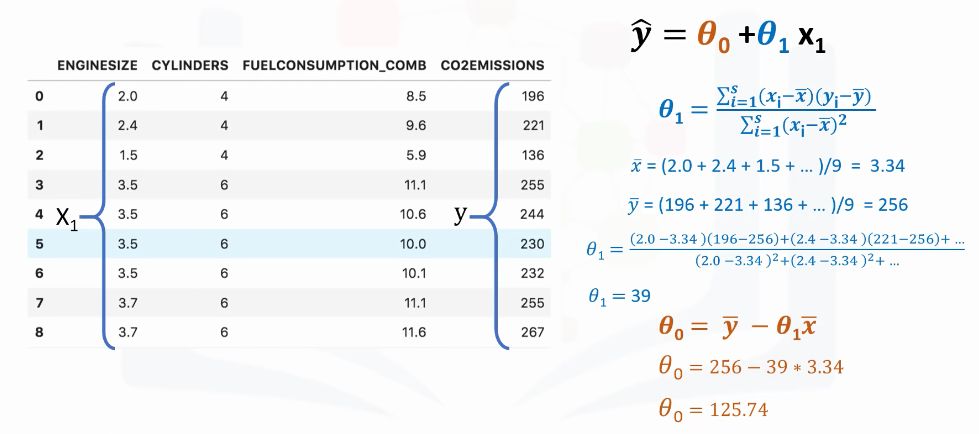 ŷ = θ₀ +θ₁ x₁
ENGINESIZE CYLINDERS FUELCONSUMPTION_COMB CO2EMISSIONS
0 2.0 4 8.5 196
1 2.4 4 9.6 221
2 1.5 4 5.9 136
3 3.5 6 11.1 255
4 3.5 6 10.6 244
5 3.5 6 10.0 230
6 3.5 6 10.1 232
7 3.7 6 11.1 255
8 3.7 6 11.6 267
X₁
y
θ₁ = ∑ˢᵢ₌₁(xᵢ−x̅)(yᵢ−y̅) / ∑ˢᵢ₌₁(xᵢ−x̅)²
x̅ = (2.0 + 2.4 + 1.5 + ... )/9 = 3.34
y̅ = (196 + 221 + 136 + ... )/9 = 256
θ₁ = (2.0 −3.34 )(196−256)+(2.4 −3.34 )(221−256)+ ... / (2.0 −3.34 )²+(2.4 −3.34 )²+ ...
θ₁ = 39
θ₀ = y̅ − θ₁x̅
θ₀ = 256 − 39 ∗ 3.34
θ₀ = 125.74